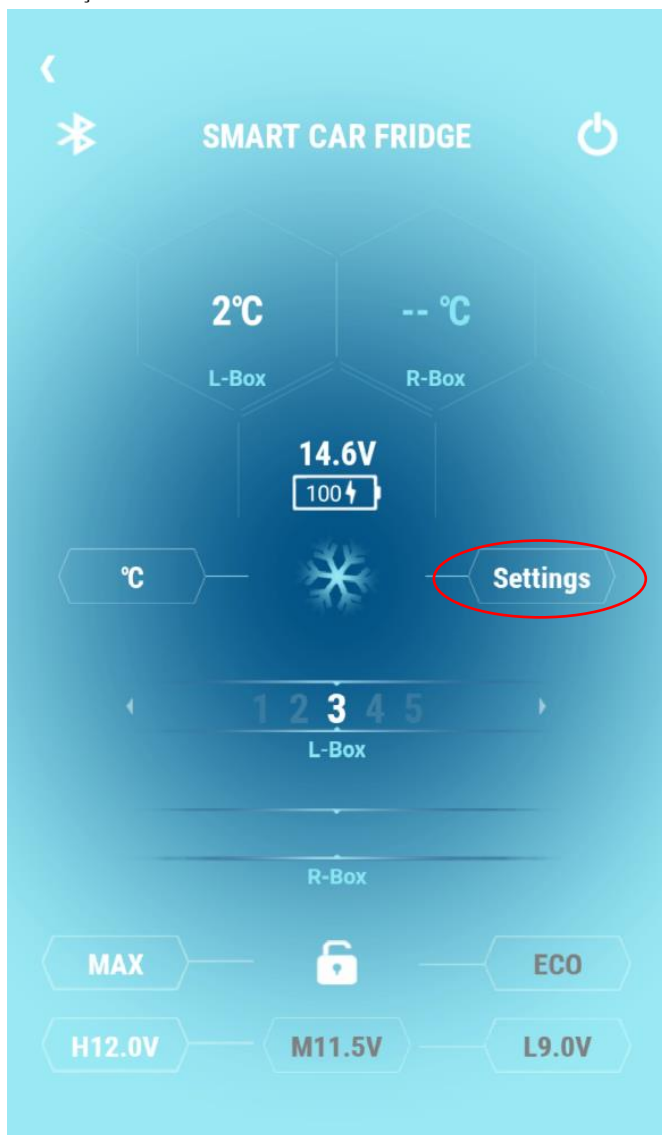 SMART CAR FRIDGE
2°C
-- °C
L-Box
R-Box
14.6V
100
°C
Settings
1 2 3 4 5
L-Box
R-Box
MAX
ECO
H12.0V
M11.5V
L9.0V